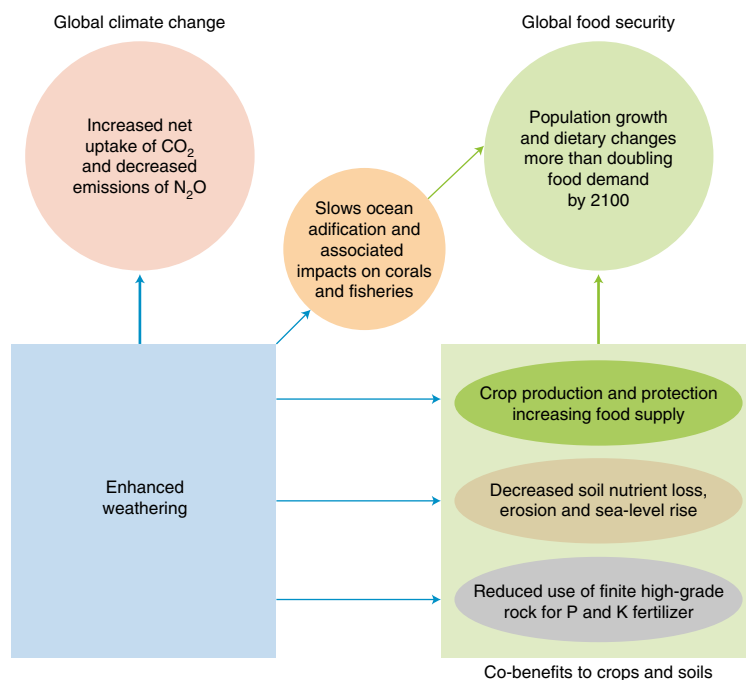 Global climate change
Global food security
Increased net
uptake of CO₂
and decreased
emissions of N₂O
Population growth
and dietary changes
more than doubling
food demand
by 2100
Slows ocean
adification and
associated
impacts on corals
and fisheries
Enhanced
weathering
Crop production and protection
increasing food supply
Decreased soil nutrient loss,
erosion and sea-level rise
Reduced use of finite high-grade
rock for P and K fertilizer
Co-benefits to crops and soils